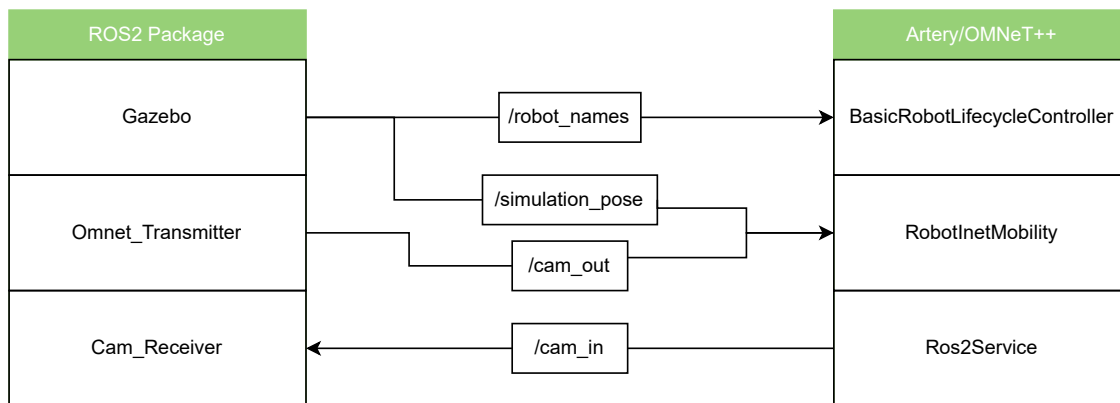 ROS2 Package
Artery/OMNeT++
Gazebo
/robot_names
BasicRobotLifecycleController
/simulation_pose
Omnet_Transmitter
RobotInetMobility
/cam_out
Cam_Receiver
/cam_in
Ros2Service